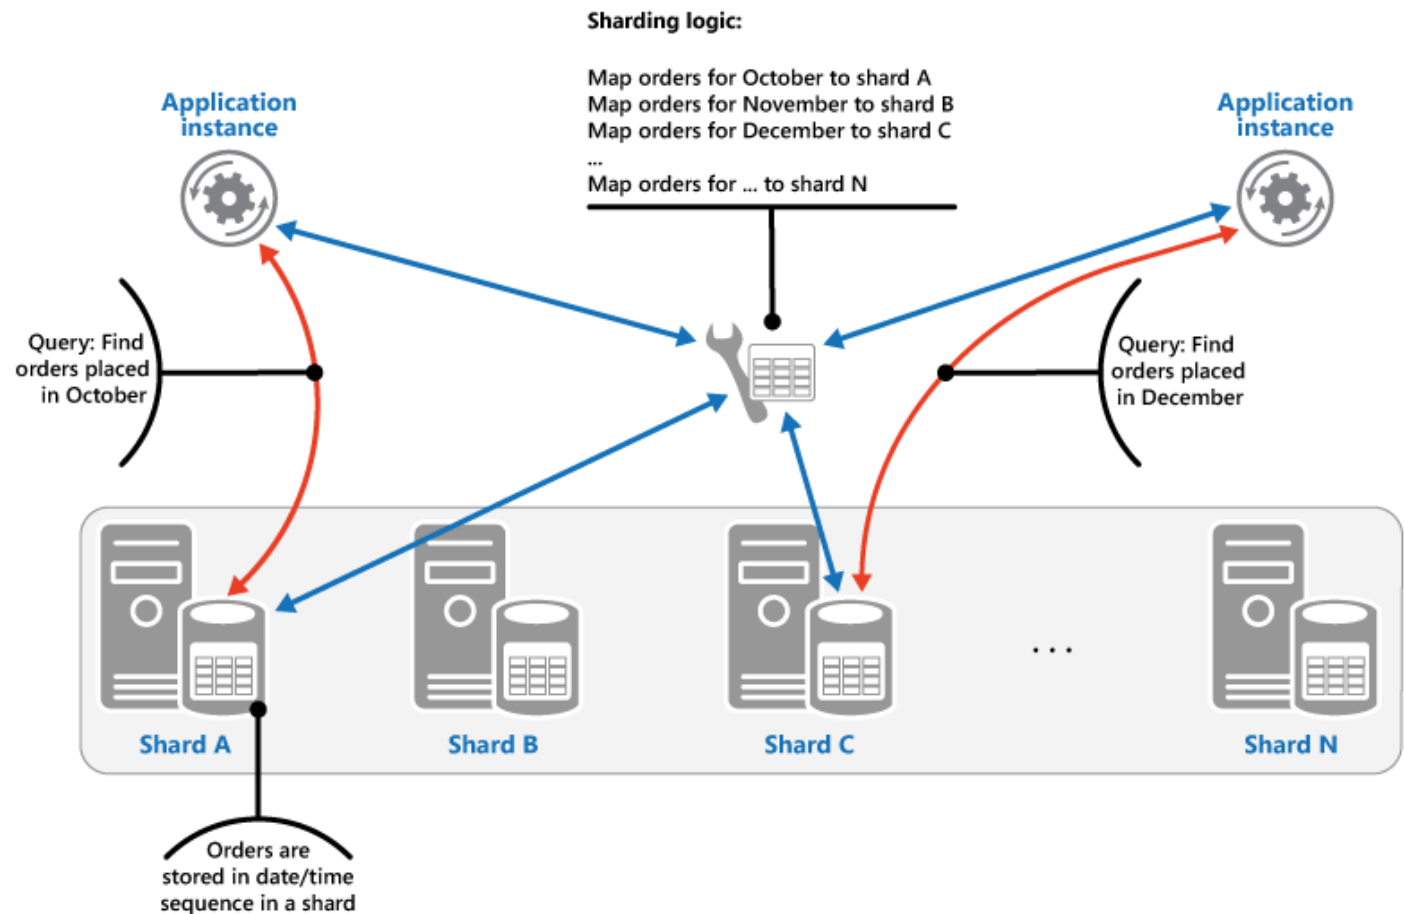 Sharding logic:
Map orders for October to shard A
Map orders for November to shard B
Map orders for December to shard C
...
Map orders for ... to shard N
Application
instance
Application
instance
Query: Find
orders placed
in October
Query: Find
orders placed
in December
...
Shard A
Shard B
Shard C
Shard N
Orders are
stored in date/time
sequence in a shard